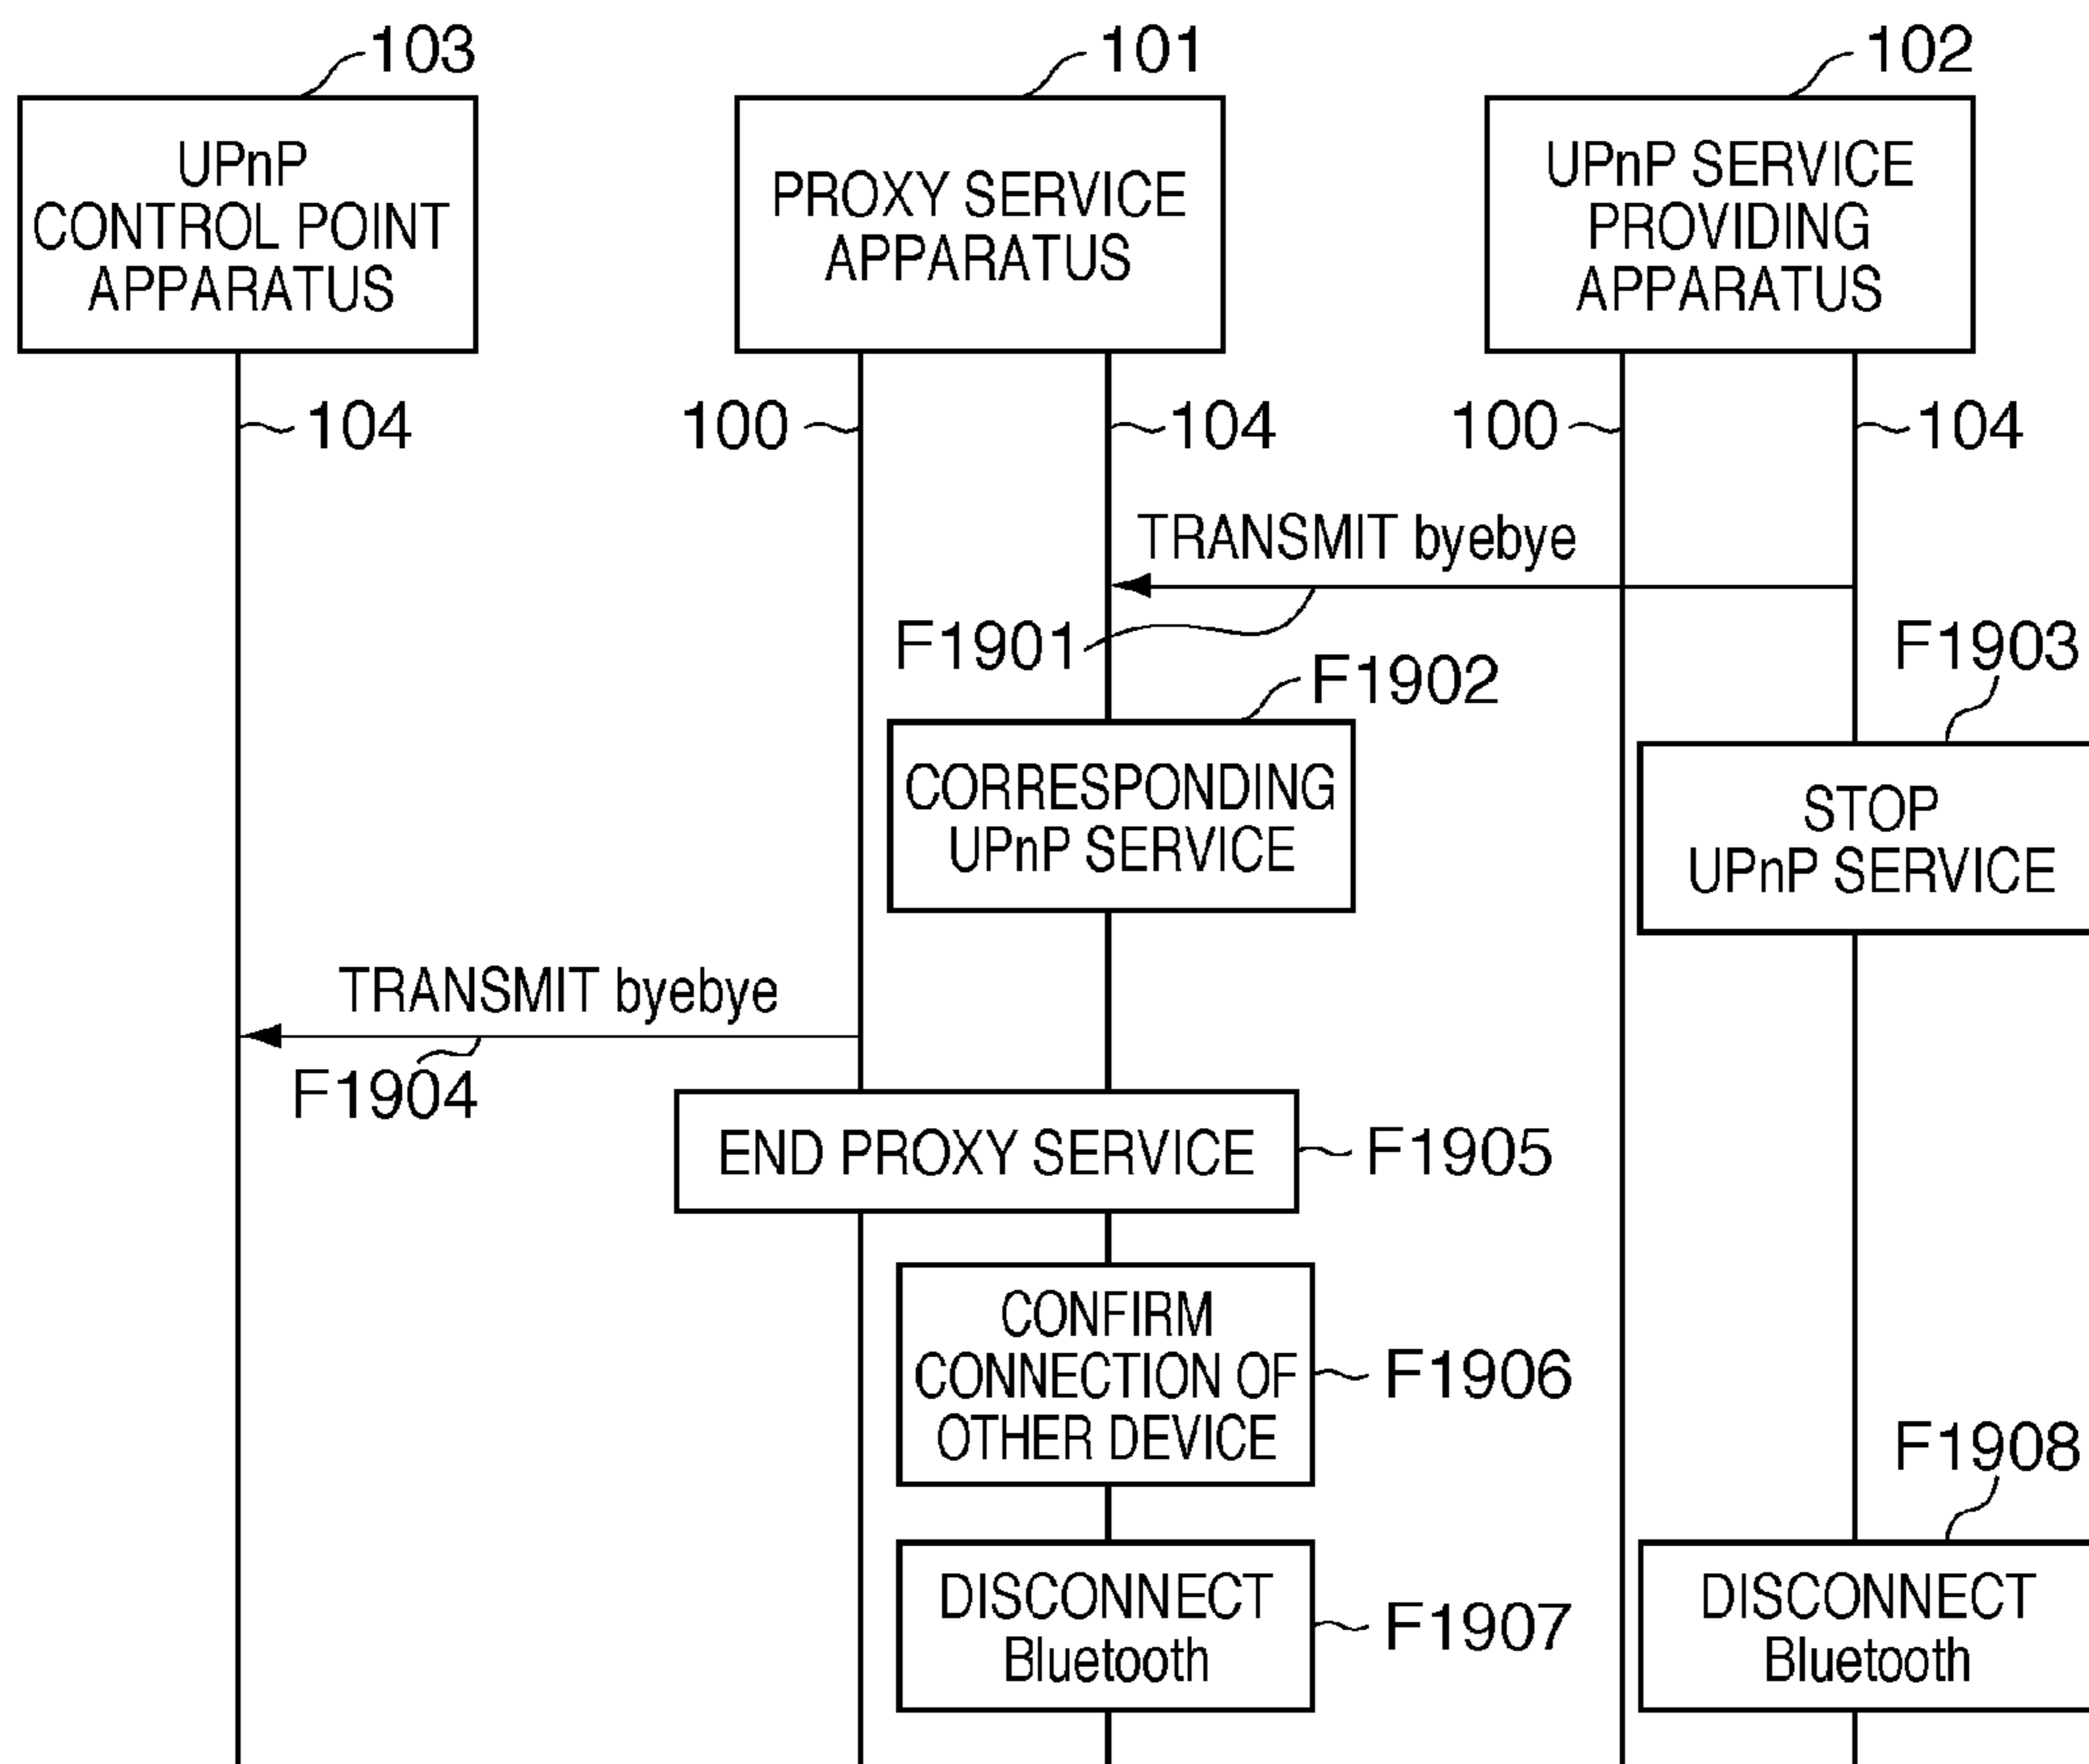 103
101
102
UPnP
CONTROL POINT
APPARATUS
PROXY SERVICE
APPARATUS
UPnP SERVICE
PROVIDING
APPARATUS
104
100
104
100
104
TRANSMIT byebye
F1901
F1902
F1903
CORRESPONDING
UPnP SERVICE
STOP
UPnP SERVICE
TRANSMIT byebye
F1904
END PROXY SERVICE
F1905
CONFIRM
CONNECTION OF
OTHER DEVICE
F1906
F1908
DISCONNECT
Bluetooth
F1907
DISCONNECT
Bluetooth